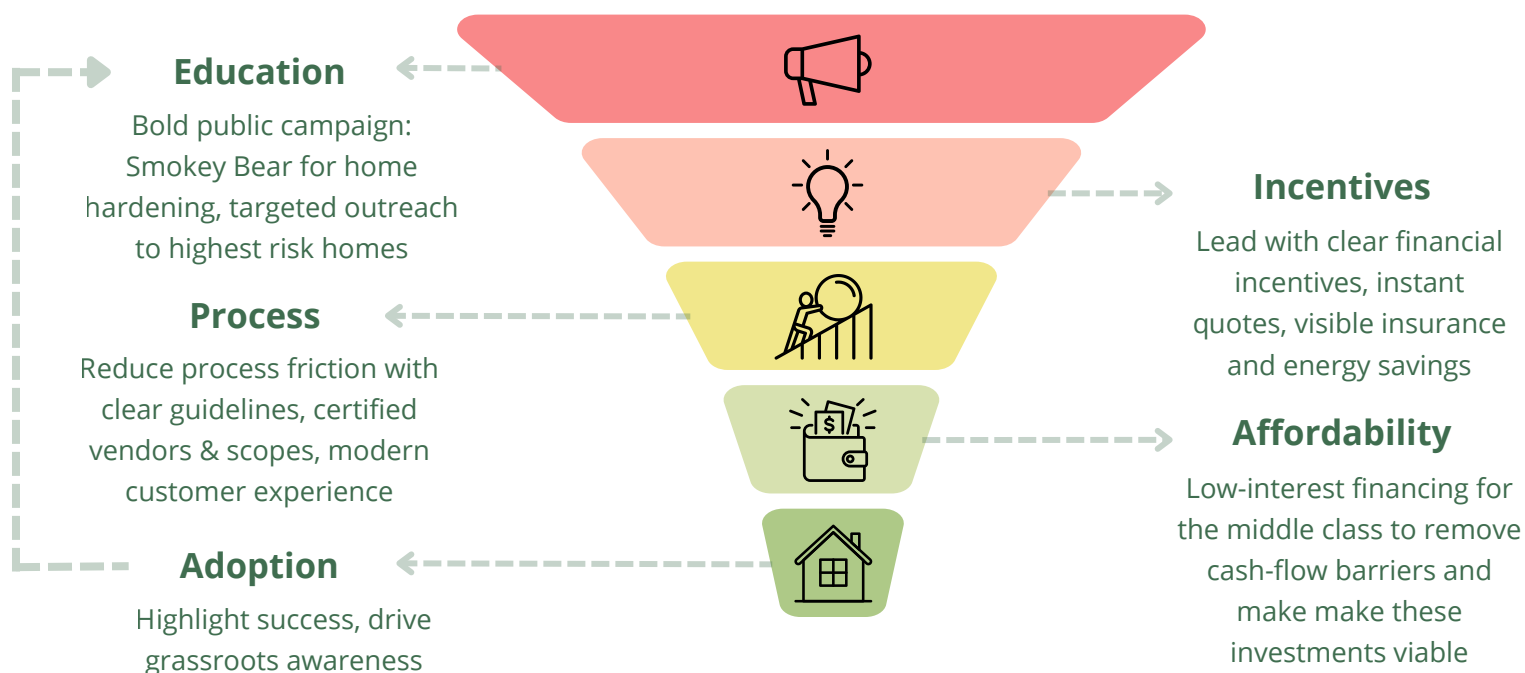 Education
Bold public campaign:
Smokey Bear for home
hardening, targeted outreach
to highest risk homes
Incentives
Lead with clear financial
incentives, instant
quotes, visible insurance
and energy savings
Process
Reduce process friction with
clear guidelines, certified
vendors & scopes, modern
customer experience
$
Affordability
Low-interest financing for
the middle class to remove
cash-flow barriers and
make make these
investments viable
Adoption
Highlight success, drive
grassroots awareness